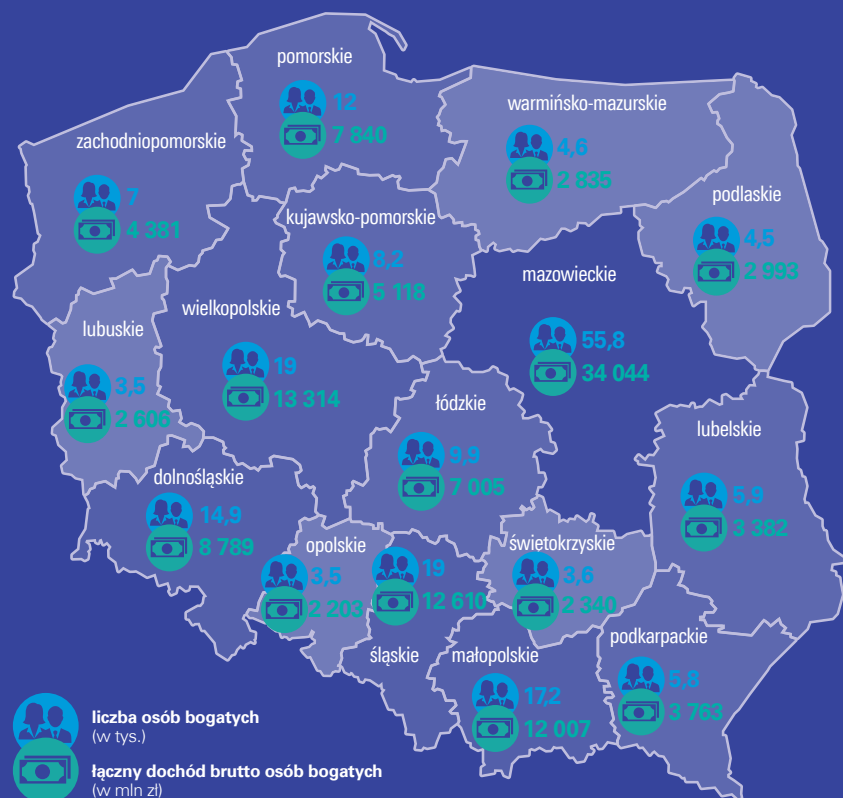 pomorskie
12
7 840
warmińsko-mazurskie
4,6
2 835
zachodniopomorskie
7
4 381
podlaskie
4,5
2 993
kujawsko-pomorskie
8,2
5 118
mazowieckie
55,8
34 044
wielkopolskie
19
13 314
lubuskie
3,5
2 606
łódzkie
9,9
7 005
lubelskie
5,9
3 382
dolnośląskie
14,9
8 789
opolskie
3,5
2 203
19
12 610
śląskie
świętokrzyskie
3,6
2 340
małopolskie
17,2
12 007
podkarpackie
5,8
3 763
liczba osób bogatych
(w tys.)
łączny dochód brutto osób bogatych
(w mln zł)